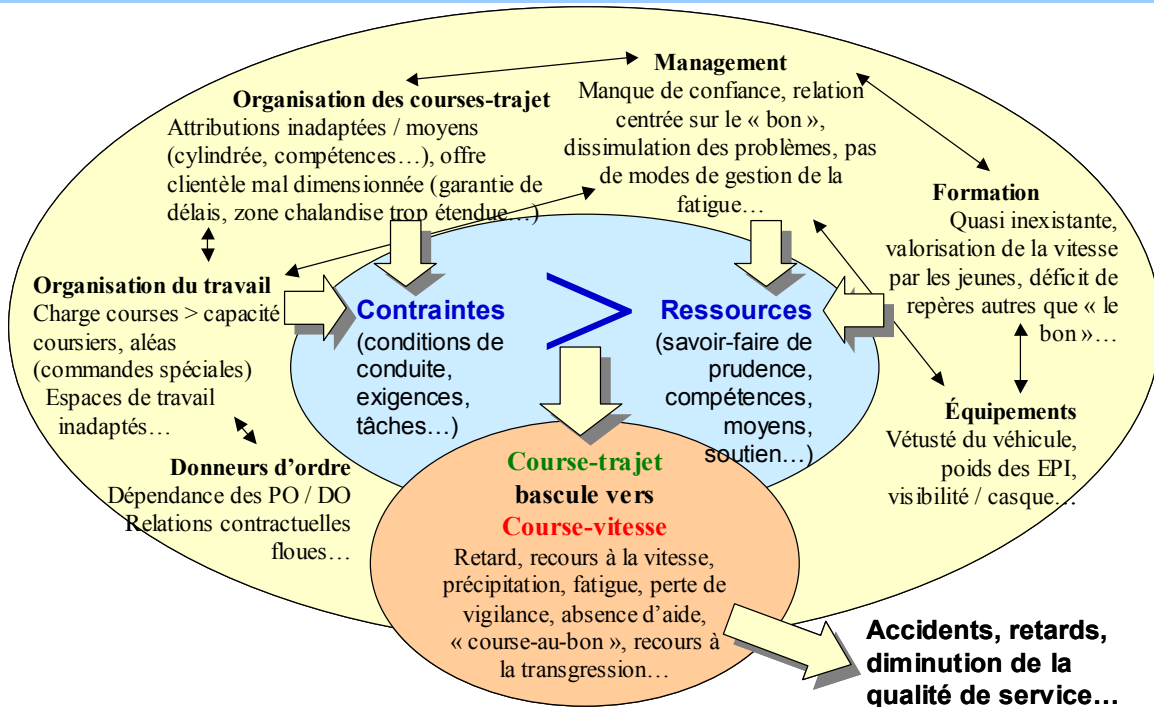 Management
Manque de confiance, relation
centrée sur le « bon »,
dissimulation des problèmes, pas
de modes de gestion de la
fatigue…
Organisation des courses-trajet
Attributions inadaptées / moyens
(cylindrée, compétences…), offre
clientèle mal dimensionnée (garantie de
délais, zone chalandise trop étendue…)
Formation
Quasi inexistante,
valorisation de la vitesse
par les jeunes, déficit de
repères autres que « le
bon »…
Organisation du travail
Charge courses > capacité
coursiers, aléas
(commandes spéciales)
Espaces de travail
inadaptés…
Contraintes
(conditions de
conduite,
exigences,
tâches…)
>
Ressources
(savoir-faire de
prudence,
compétences,
moyens,
soutien…)
Équipements
Vétusté du véhicule,
poids des EPI,
visibilité / casque…
Donneurs d'ordre
Dépendance des PO / DO
Relations contractuelles
floues…
Course-trajet
bascule vers
Course-vitesse
Retard, recours à la vitesse,
précipitation, fatigue, perte de
vigilance, absence d'aide,
« course-au-bon », recours à
la transgression…
Accidents, retards,
diminution de la
qualité de service…